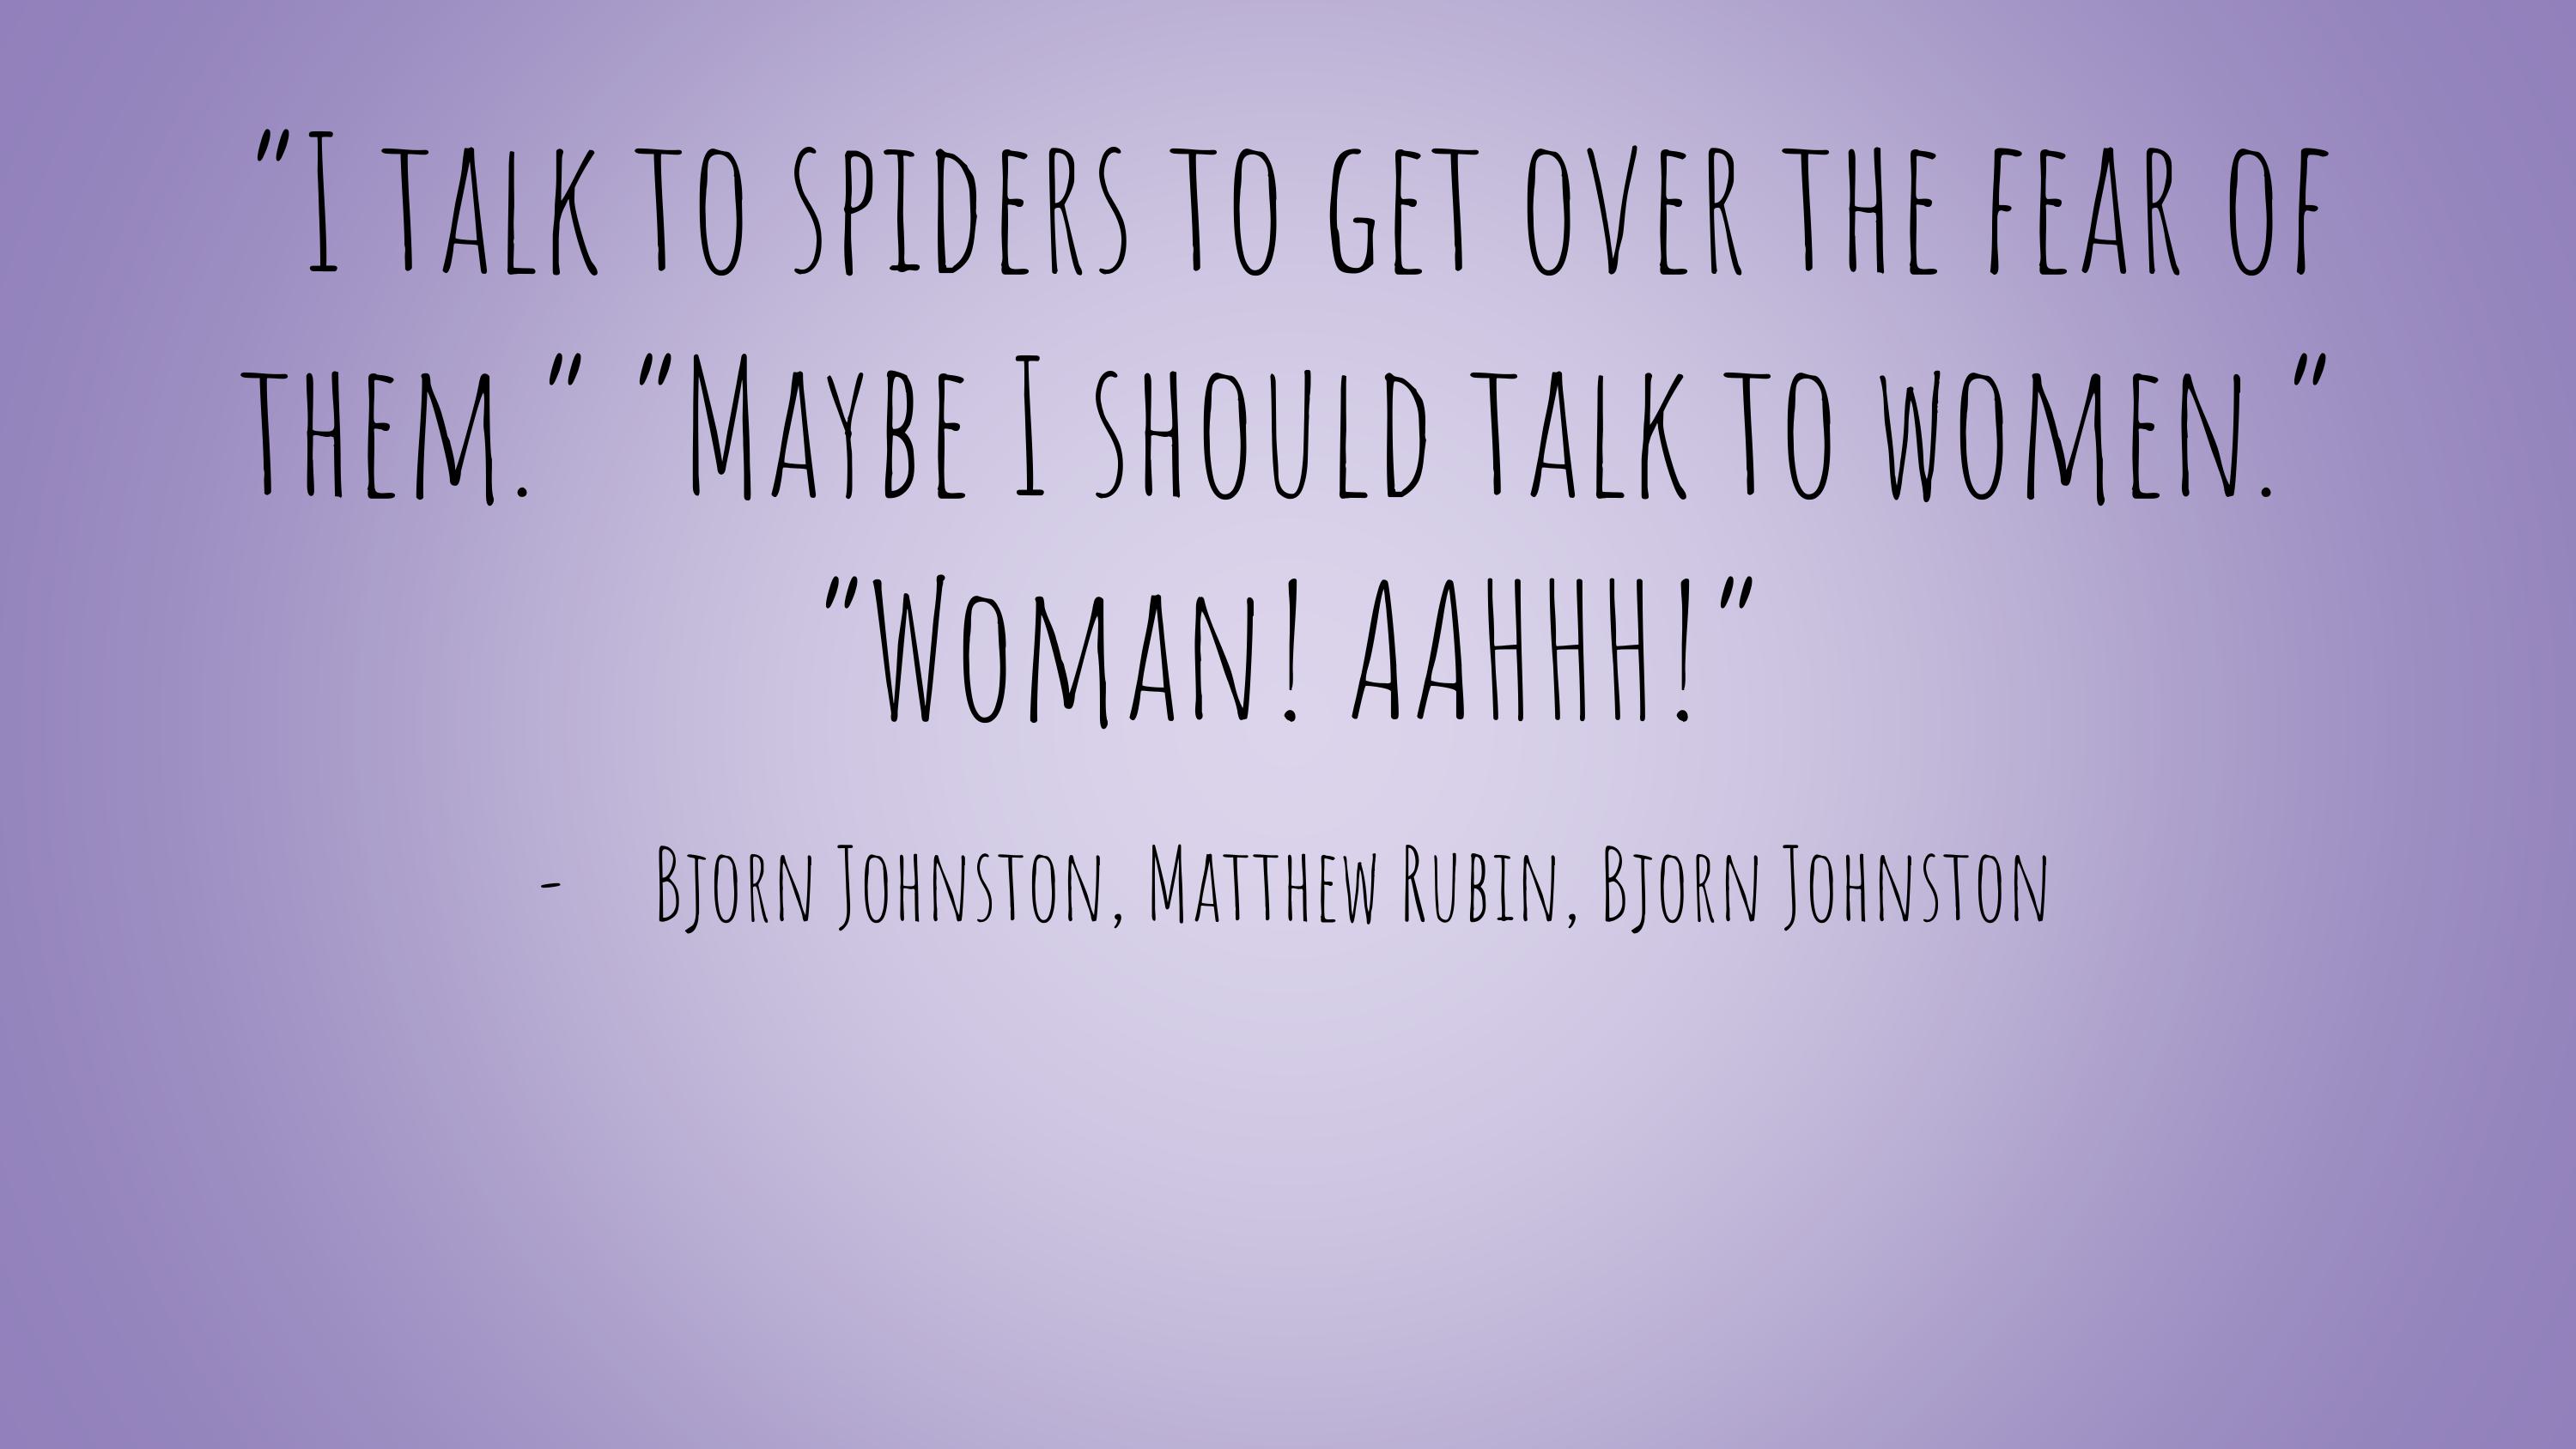 "I talk to spiders to get over the fear of
them." "Maybe I should talk to women."
"Woman! AAHHH!"
- Bjorn Johnston, Matthew Rubin, Bjorn Johnston